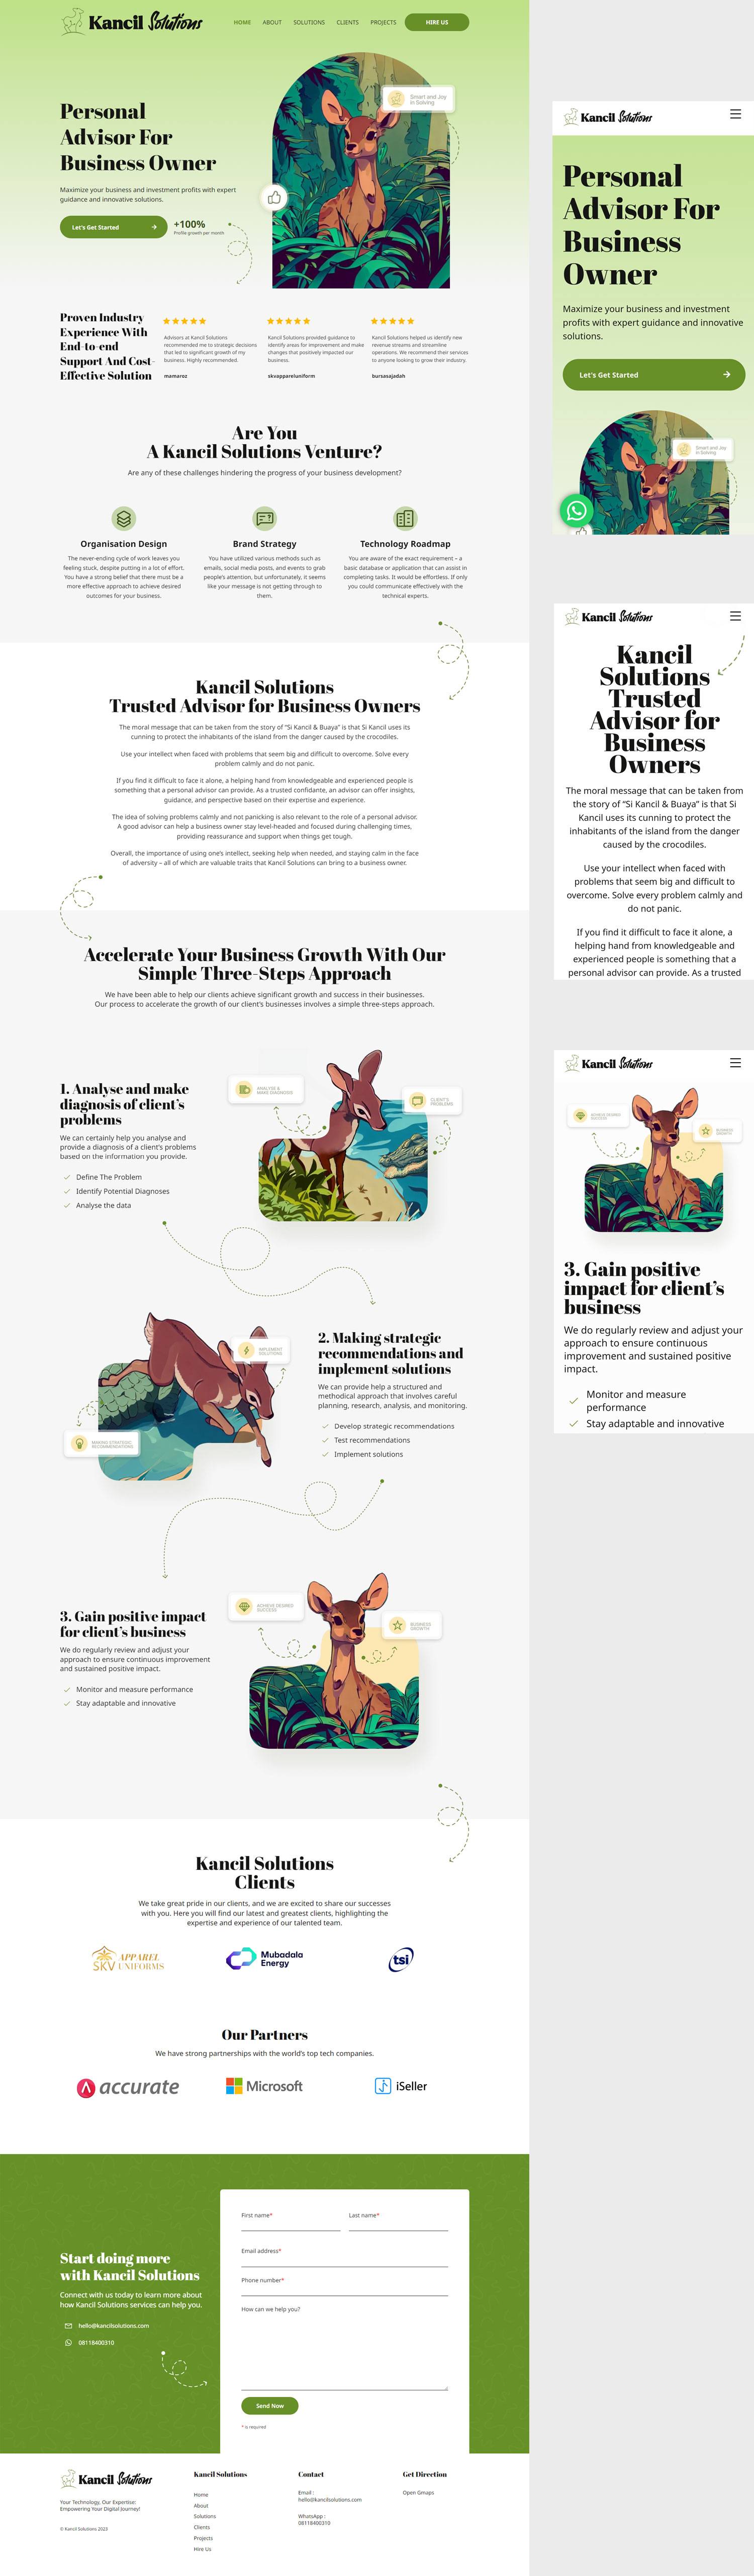 Kancil Solutions
HOME ABOUT SOLUTIONS CLIENTS PROJECTS HIRE US
Personal
Advisor For
Business Owner
Maximize your business and investment profits with expert
guidance and innovative solutions.
Let's Get Started
+100%
Profile growth per month
Smart and Joy
in Solving
Proven Industry
Experience With
End-to-end
Support And Cost-
Effective Solution
Advisors at Kancil Solutions
recommended me to strategic decisions
that led to significant growth of my
business. Highly recommended.
mamaroz
Kancil Solutions provided guidance to
identify areas for improvement and make
changes that positively impacted our
business.
skvappareluniform
Kancil Solutions helped us identify new
revenue streams and streamline
operations. We recommend their services
to anyone looking to grow their industry.
bursasajadah
Are You
A Kancil Solutions Venture?
Are any of these challenges hindering the progress of your business development?
Organisation Design
The never-ending cycle of work leaves you
feeling stuck, despite putting in a lot of effort.
You have a strong belief that there must be a
more effective approach to achieve desired
outcomes for your business.
Brand Strategy
You have utilized various methods such as
emails, social media posts, and events to grab
people's attention, but unfortunately, it seems
like your message is not getting through to
them.
Technology Roadmap
You are aware of the exact requirement – a
basic database or application that can assist in
completing tasks. It would be effortless. If only
you could communicate effectively with the
technical experts.
Kancil Solutions
Trusted Advisor for Business Owners
The moral message that can be taken from the story of “Si Kancil & Buaya” is that Si Kancil uses its
cunning to protect the inhabitants of the island from the danger caused by the crocodiles.
Use your intellect when faced with problems that seem big and difficult to overcome. Solve every
problem calmly and do not panic.
If you find it difficult to face it alone, a helping hand from knowledgeable and experienced people is
something that a personal advisor can provide. As a trusted confidante, an advisor can offer insights,
guidance, and perspective based on their expertise and experience.
The idea of solving problems calmly and not panicking is also relevant to the role of a personal advisor.
A good advisor can help a business owner stay level-headed and focused during challenging times,
providing reassurance and support when things get tough.
Overall, the importance of using one's intellect, seeking help when needed, and staying calm in the face
of adversity – all of which are valuable traits that Kancil Solutions can bring to a business owner.
Accelerate Your Business Growth With Our
Simple Three-Steps Approach
We have been able to help our clients achieve significant growth and success in their businesses.
Our process to accelerate the growth of our client's businesses involves a simple three-steps approach.
1. Analyse and make
diagnosis of client's
problems
We can certainly help you analyse and
provide a diagnosis of a client's problems
based on the information you provide.
Define The Problem
Identify Potential Diagnoses
Analyse the data
ANALYSE &
MAKE DIAGNOSIS
CLIENT'S
PROBLEMS
IMPLEMENT
SOLUTIONS
MAKING STRATEGIC
RECOMMENDATIONS
2. Making strategic
recommendations and
implement solutions
We can provide help a structured and
methodical approach that involves careful
planning, research, analysis, and monitoring.
Develop strategic recommendations
Test recommendations
Implement solutions
3. Gain positive impact
for client's business
We do regularly review and adjust your
approach to ensure continuous improvement
and sustained positive impact.
Monitor and measure performance
Stay adaptable and innovative
ACHIEVE DESIRED
SUCCESS
BUSINESS
GROWTH
Kancil Solutions
Clients
We take great pride in our clients, and we are excited to share our successes
with you. Here you will find our latest and greatest clients, highlighting the
expertise and experience of our talented team.
SKV APPAREL
UNIFORMS
Mubadala
Energy
tsi
Our Partners
We have strong partnerships with the world's top tech companies.
accurate
Microsoft
iSeller
Start doing more
with Kancil Solutions
Connect with us today to learn more about
how Kancil Solutions services can help you.
hello@kancilsolutions.com
08118400310
First name*
Last name*
Email address*
Phone number*
How can we help you?
Send Now
* is required
Kancil Solutions
Your Technology, Our Expertise:
Empowering Your Digital Journey!
© Kancil Solutions 2023
Kancil Solutions
Home
About
Solutions
Clients
Projects
Hire Us
Contact
Email :
hello@kancilsolutions.com
WhatsApp :
08118400310
Get Direction
Open Gmaps
Kancil Solutions
Personal
Advisor For
Business
Owner
Maximize your business and investment
profits with expert guidance and innovative
solutions.
Let's Get Started
Smart and Joy
in Solving
Kancil Solutions
Kancil
Solutions
Trusted
Advisor for
Business
Owners
The moral message that can be taken from
the story of “Si Kancil & Buaya” is that Si
Kancil uses its cunning to protect the
inhabitants of the island from the danger
caused by the crocodiles.
Use your intellect when faced with
problems that seem big and difficult to
overcome. Solve every problem calmly and
do not panic.
If you find it difficult to face it alone, a
helping hand from knowledgeable and
experienced people is something that a
personal advisor can provide. As a trusted
Kancil Solutions
ACHIEVE DESIRED
SUCCESS
BUSINESS
GROWTH
3. Gain positive
impact for client's
business
We do regularly review and adjust your
approach to ensure continuous
improvement and sustained positive
impact.
Monitor and measure
performance
Stay adaptable and innovative